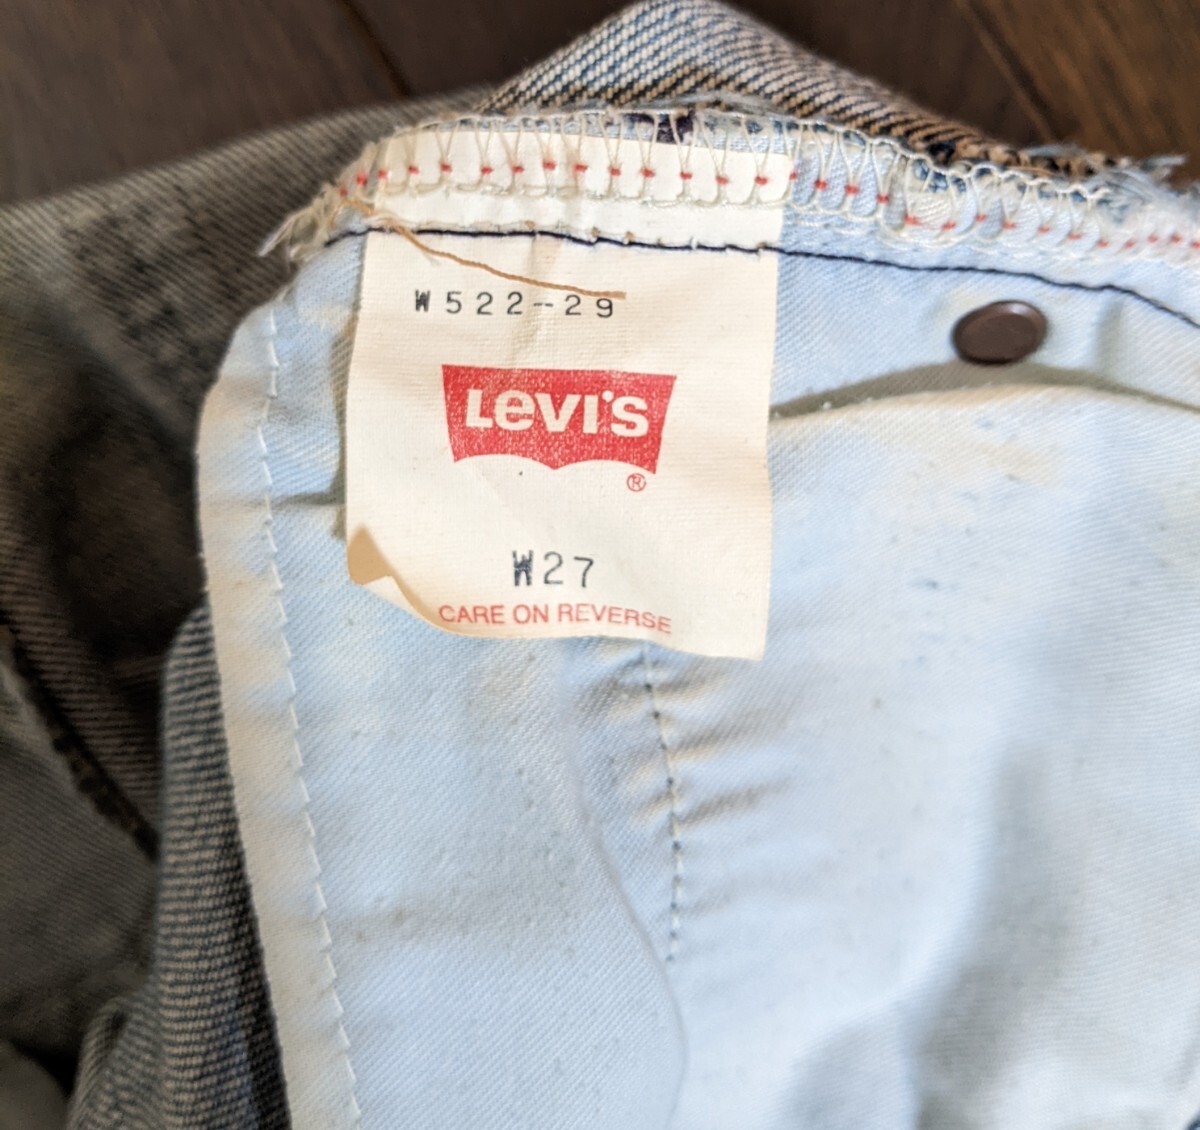 W522-29
LEVI'S
®
W27
CARE ON REVERSE